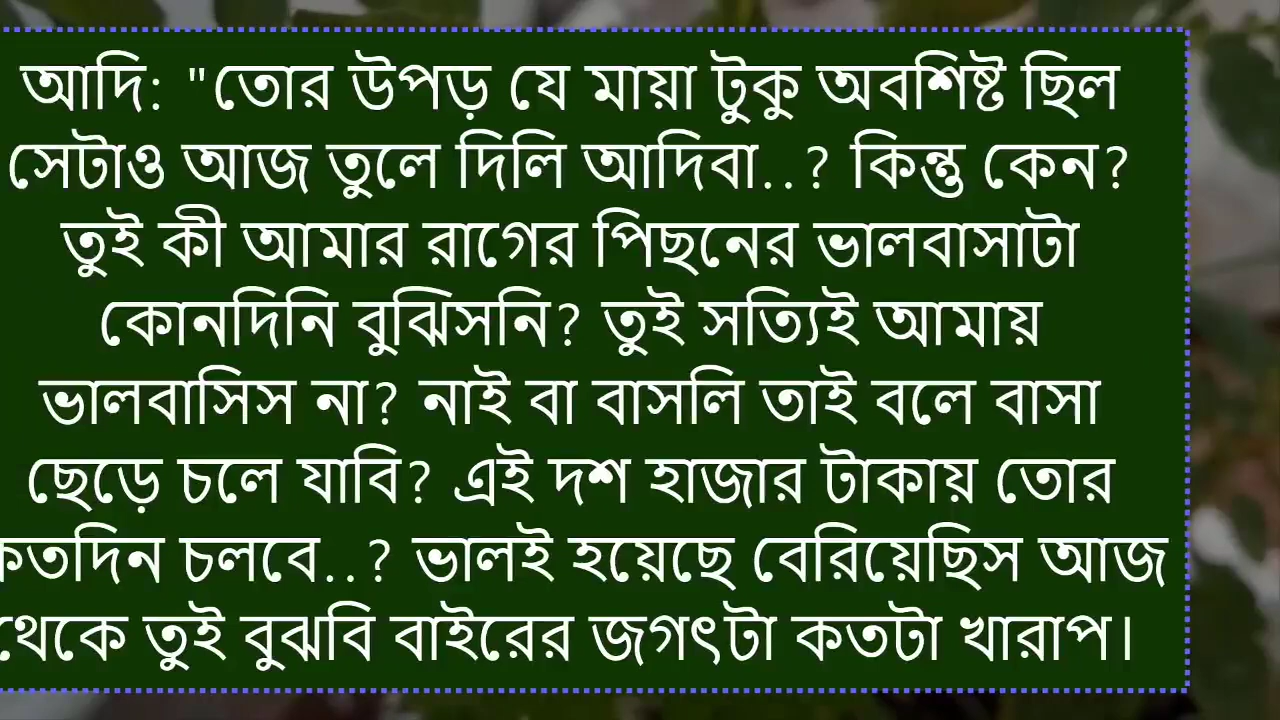 আদি: "তোর উপড় যে মায়া টুকু অবশিষ্ট ছিল
সেটাও আজ তুলে দিলি আদিবা..? কিন্তু কেন?
তুই কী আমার রাগের পিছনের ভালবাসাটা
কোনদিনি বুঝিসনি? তুই সত্যিই আমায়
ভালবাসিস না? নাই বা বাসলি তাই বলে বাসা
ছেড়ে চলে যাবি? এই দশ হাজার টাকায় তোর
কতদিন চলবে..? ভালই হয়েছে বেরিয়েছিস আজ
থেকে তুই বুঝবি বাইরের জগৎটা কতটা খারাপ।